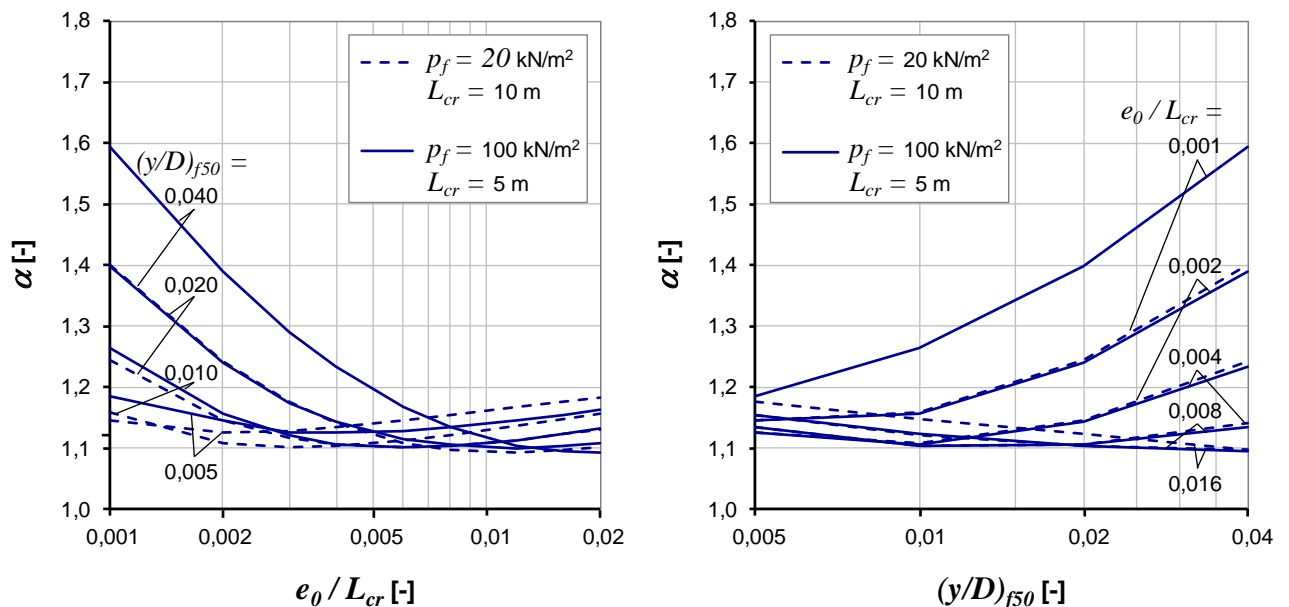 1,8
1,7
1,6
1,5
1,4
1,3
1,2
1,1
1,0
α [-]
p_f = 20 kN/m²
L_cr = 10 m
p_f = 100 kN/m²
L_cr = 5 m
(y/D)_f50 =
0,040
0,020
0,010
0,005
0,001
0,002
0,005
0,01
0,02
e_0 / L_cr [-]
1,8
1,7
1,6
1,5
1,4
1,3
1,2
1,1
1,0
α [-]
p_f = 20 kN/m²
L_cr = 10 m
p_f = 100 kN/m²
L_cr = 5 m
e_0 / L_cr =
0,001
0,002
0,004
0,008
0,016
0,005
0,01
0,02
0,04
(y/D)_f50 [-]